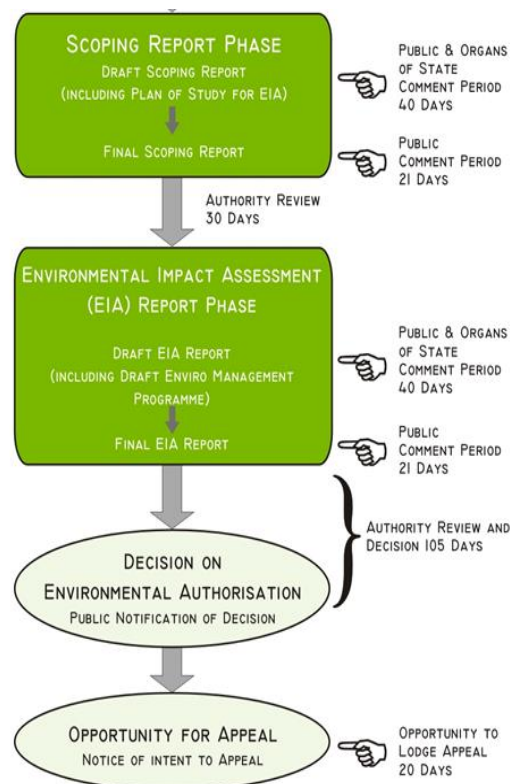 SCOPING REPORT PHASE
DRAFT SCOPING REPORT
(INCLUDING PLAN OF STUDY FOR EIA)
FINAL SCOPING REPORT
PUBLIC & ORGANS
OF STATE
COMMENT PERIOD
40 DAYS
PUBLIC
COMMENT PERIOD
21 DAYS
AUTHORITY REVIEW
30 DAYS
ENVIRONMENTAL IMPACT ASSESSMENT
(EIA) REPORT PHASE
DRAFT EIA REPORT
(INCLUDING DRAFT ENVIRO MANAGEMENT
PROGRAMME)
FINAL EIA REPORT
PUBLIC & ORGANS
OF STATE
COMMENT PERIOD
40 DAYS
PUBLIC
COMMENT PERIOD
21 DAYS
AUTHORITY REVIEW AND
DECISION 105 DAYS
DECISION ON
ENVIRONMENTAL AUTHORISATION
PUBLIC NOTIFICATION OF DECISION
OPPORTUNITY FOR APPEAL
NOTICE OF INTENT TO APPEAL
OPPORTUNITY TO
LODGE APPEAL
20 DAYS